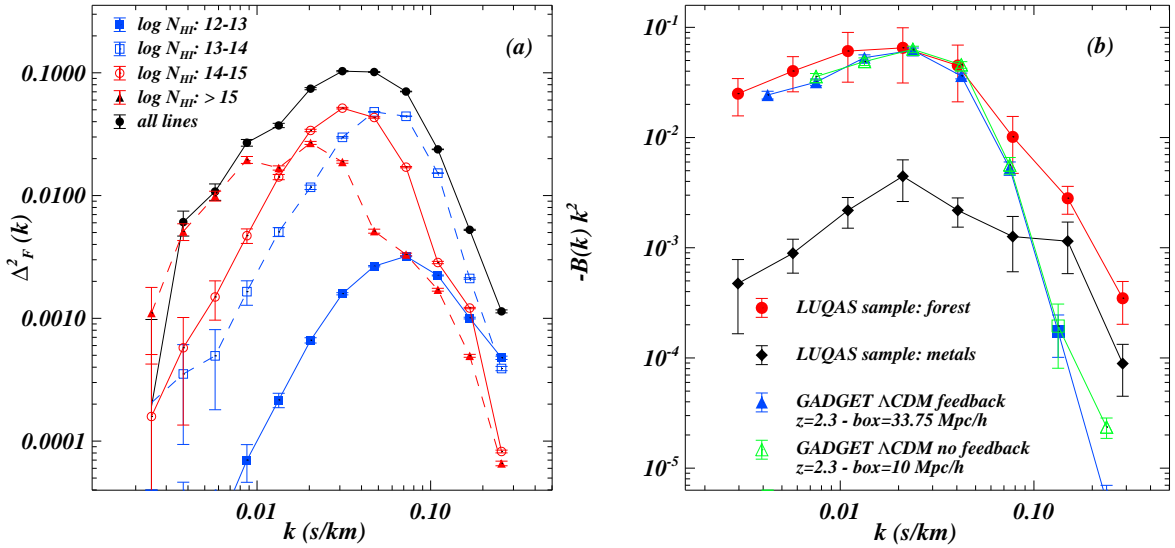 log N_HI: 12-13
log N_HI: 13-14
log N_HI: 14-15
log N_HI: > 15
all lines
(a)
0.1000
0.0100
0.0010
0.0001
Δ²_F (k)
0.01
0.10
k (s/km)
(b)
10^-1
10^-2
10^-3
10^-4
10^-5
-B(k) k²
LUQAS sample: forest
LUQAS sample: metals
GADGET ΛCDM feedback
z=2.3 - box=33.75 Mpc/h
GADGET ΛCDM no feedback
z=2.3 - box=10 Mpc/h
0.01
0.10
k (s/km)